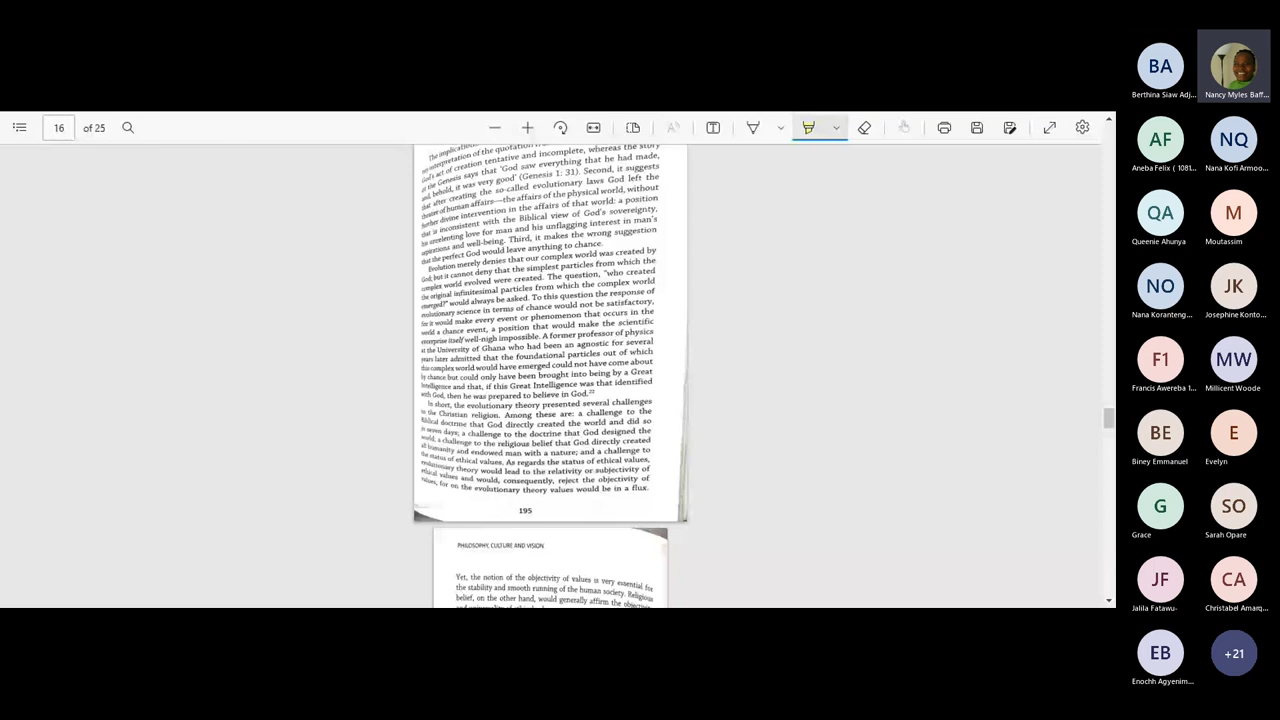 16 of 25
The implication
interpretation of the quotation
God's act of creation tentative and incomplete, whereas the story
of the Genesis says that 'God saw everything that he had made,
and, behold, it was very good' (Genesis 1: 31). Second, it suggests
that after creating the so-called evolutionary laws God left the
theatre of human affairs—the affairs of the physical world, without
further divine intervention in the affairs of that world: a position
that is inconsistent with the Biblical view of God's sovereignty,
his unrelenting love for man and his unflagging interest in man's
aspirations and well-being. Third, it makes the wrong suggestion
that the perfect God would leave anything to chance.
Evolution merely denies that our complex world was created by
God; but it cannot deny that the simplest particles from which the
complex world evolved were created. The question, "who created
the original infinitesimal particles from which the complex world
emerged?" would always be asked. To this question the response of
evolutionary science in terms of chance would not be satisfactory,
for it would make every event or phenomenon that occurs in the
world a chance event, a position that would make the scientific
enterprise itself well-nigh impossible. A former professor of physics
at the University of Ghana who had been an agnostic for several
years later admitted that the foundational particles out of which
this complex world would have emerged could not have come about
by chance but could only have been brought into being by a Great
Intelligence and that, if this Great Intelligence was that identified
with God, then he was prepared to believe in God.²²
In short, the evolutionary theory presented several challenges
to the Christian religion. Among these are: a challenge to the
Biblical doctrine that God directly created the world and did so
in seven days; a challenge to the doctrine that God designed the
world, a challenge to the religious belief that God directly created
all humanity and endowed man with a nature; and a challenge to
the status of ethical values. As regards the status of ethical values,
evolutionary theory would lead to the relativity or subjectivity of
ethical values and would, consequently, reject the objectivity of
values, for on the evolutionary theory values would be in a flux.
195
PHILOSOPHY, CULTURE AND VISION
Yet, the notion of the objectivity of values is very essential for
the stability and smooth running of the human society. Religious
belief, on the other hand, would generally affirm the
BA
Berthina Siaw Adj...
Nancy Myles Baff...
AF
Aneba Felix ( 1081...
NQ
Nana Kofi Armoo...
QA
Queenie Ahunya
M
Moutassim
NO
Nana Koranteng...
JK
Josephine Konto...
F1
Francis Awereba 1...
MW
Millicent Woode
BE
Biney Emmanuel
E
Evelyn
G
Grace
SO
Sarah Opare
JF
Jalila Fatawu-
CA
Christabel Amarq...
EB
Enochh Agyenim...
+21